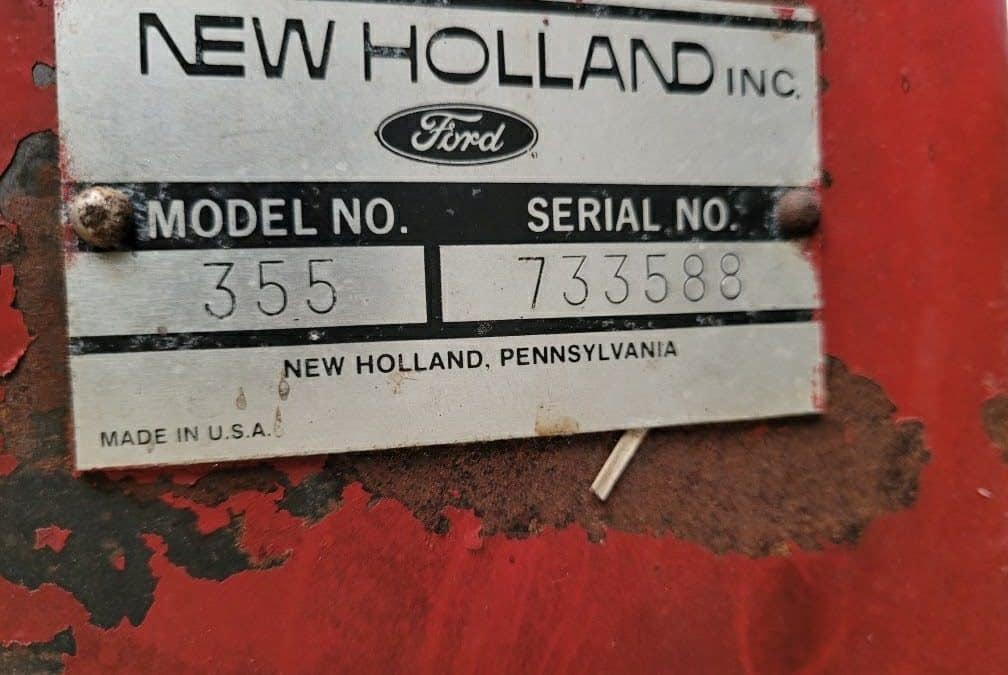 NEW HOLLAND INC.
Ford
MODEL NO. SERIAL NO.
355 733588
NEW HOLLAND, PENNSYLVANIA
MADE IN U.S.A.